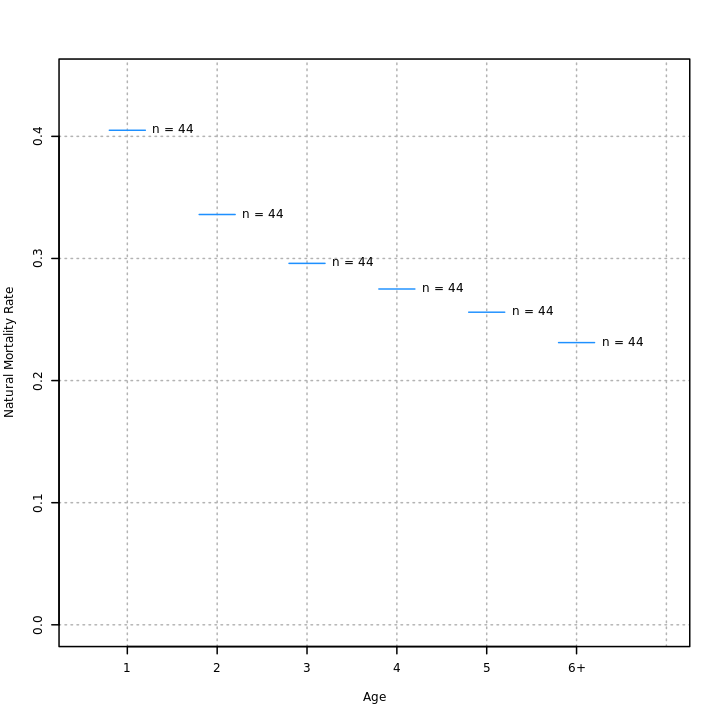 0.4
0.3
0.2
0.1
0.0
Natural Mortality Rate
n = 44
n = 44
n = 44
n = 44
n = 44
n = 44
1 2 3 4 5 6+
Age